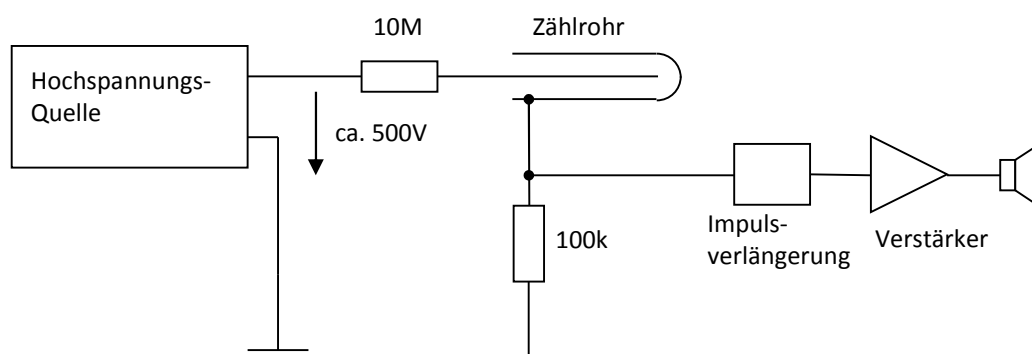 10M
Zählrohr
Hochspannungs-
Quelle
ca. 500V
100k
Impuls-
verlängerung
Verstärker